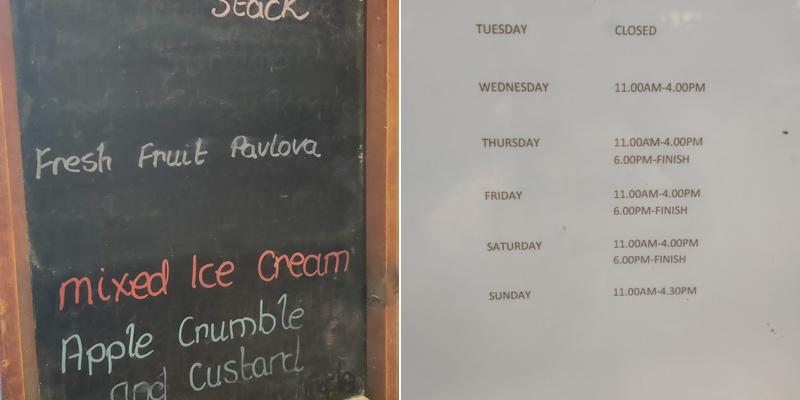 Stack
Fresh Fruit Pavlova
mixed Ice Cream
Apple Crumble
and Custard
TUESDAY CLOSED
WEDNESDAY 11.00AM-4.00PM
THURSDAY 11.00AM-4.00PM
6.00PM-FINISH
FRIDAY 11.00AM-4.00PM
6.00PM-FINISH
SATURDAY 11.00AM-4.00PM
6.00PM-FINISH
SUNDAY 11.00AM-4.30PM